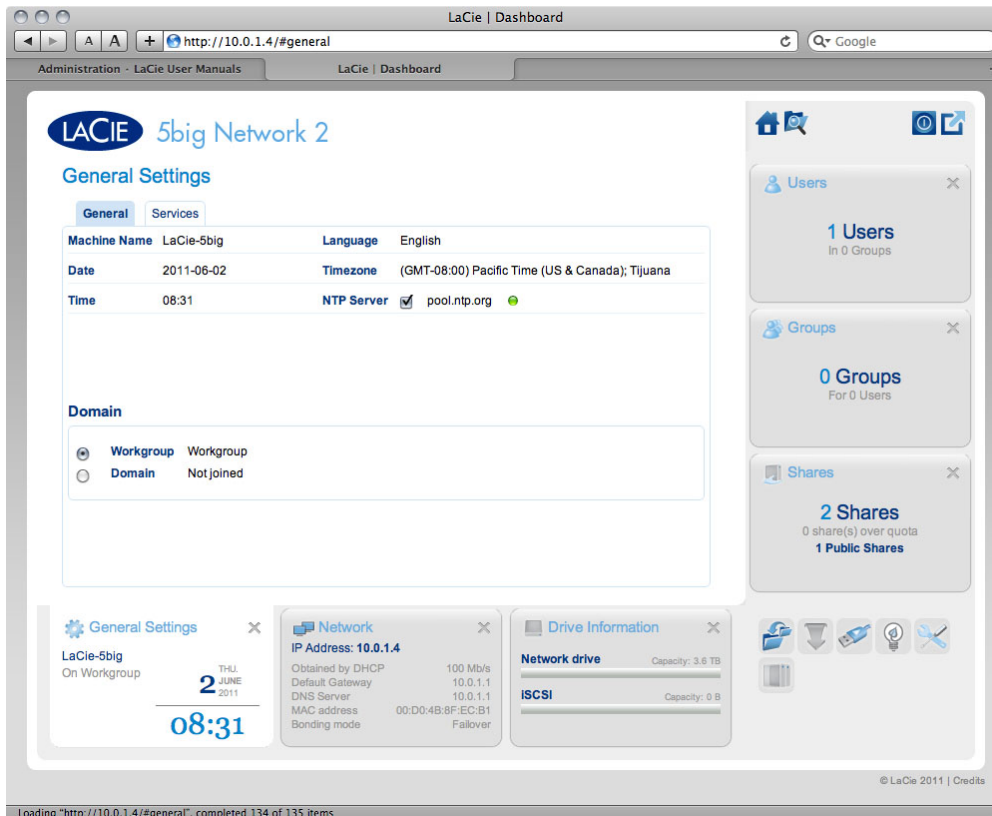 LaCie | Dashboard
A A + http://10.0.1.4/#general Google
Administration - LaCie User Manuals LaCie | Dashboard
LACIE 5big Network 2
General Settings
General Services
Machine Name LaCie-5big Language English
Date 2011-06-02 Timezone (GMT-08:00) Pacific Time (US & Canada); Tijuana
Time 08:31 NTP Server pool.ntp.org
Domain
Workgroup Workgroup
Domain Not joined
Users
1 Users
In 0 Groups
Groups
0 Groups
For 0 Users
Shares
2 Shares
0 share(s) over quota
1 Public Shares
General Settings
LaCie-5big
On Workgroup
THU.
2 JUNE
2011
08:31
Network
IP Address: 10.0.1.4
Obtained by DHCP 100 Mb/s
Default Gateway 10.0.1.1
DNS Server 10.0.1.1
MAC address 00:D0:4B:8F:EC:B1
Bonding mode Failover
Drive Information
Network drive Capacity: 3.6 TB
iSCSI Capacity: 0 B
© LaCie 2011 | Credits
Loading "http://10.0.1.4/#general", completed 134 of 135 items